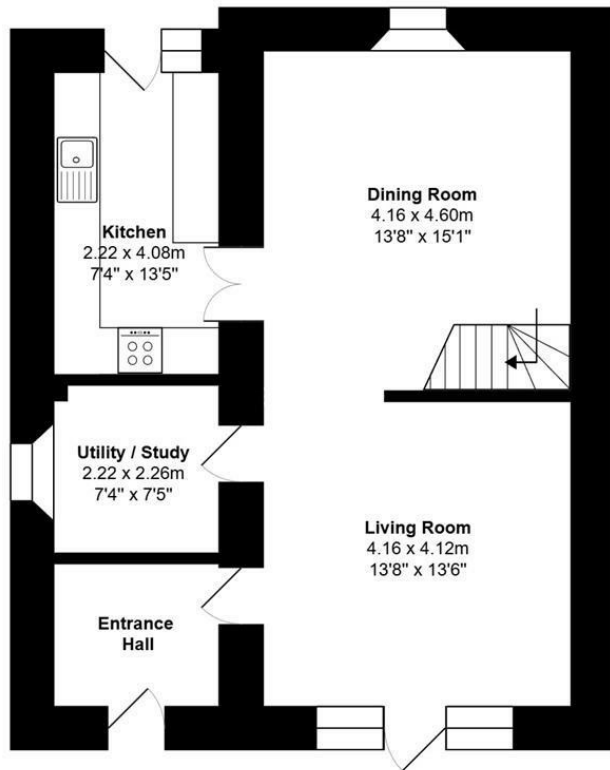 Dining Room
4.16 x 4.60m
13'8" x 15'1"
Kitchen
2.22 x 4.08m
7'4" x 13'5"
Utility / Study
2.22 x 2.26m
7'4" x 7'5"
Living Room
4.16 x 4.12m
13'8" x 13'6"
Entrance
Hall